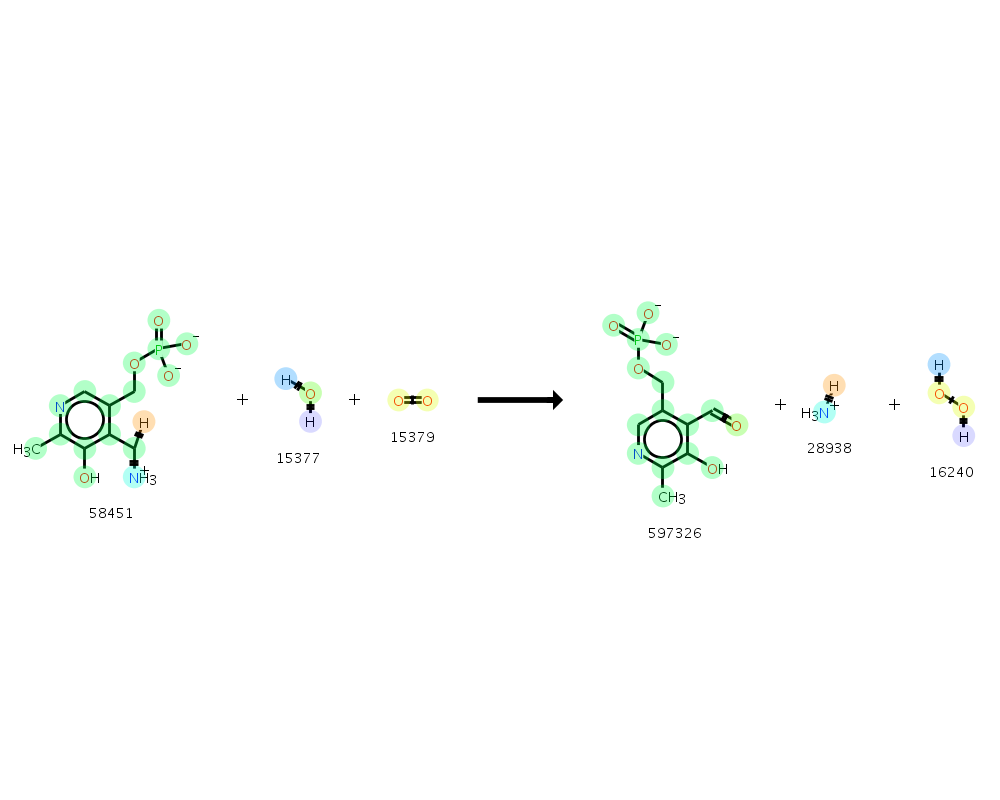 O
O
O
P
O⁻
O⁻
O⁻
P
O⁻
O
O⁻
O
H
H
O
H
+
O
H
+
O
O
+
N
H
H₃C
H
O
O
H₃N⁺
+
O
O
N
15377
15379
28938
H
OH
NH₃⁺
OH
16240
58451
CH₃
597326